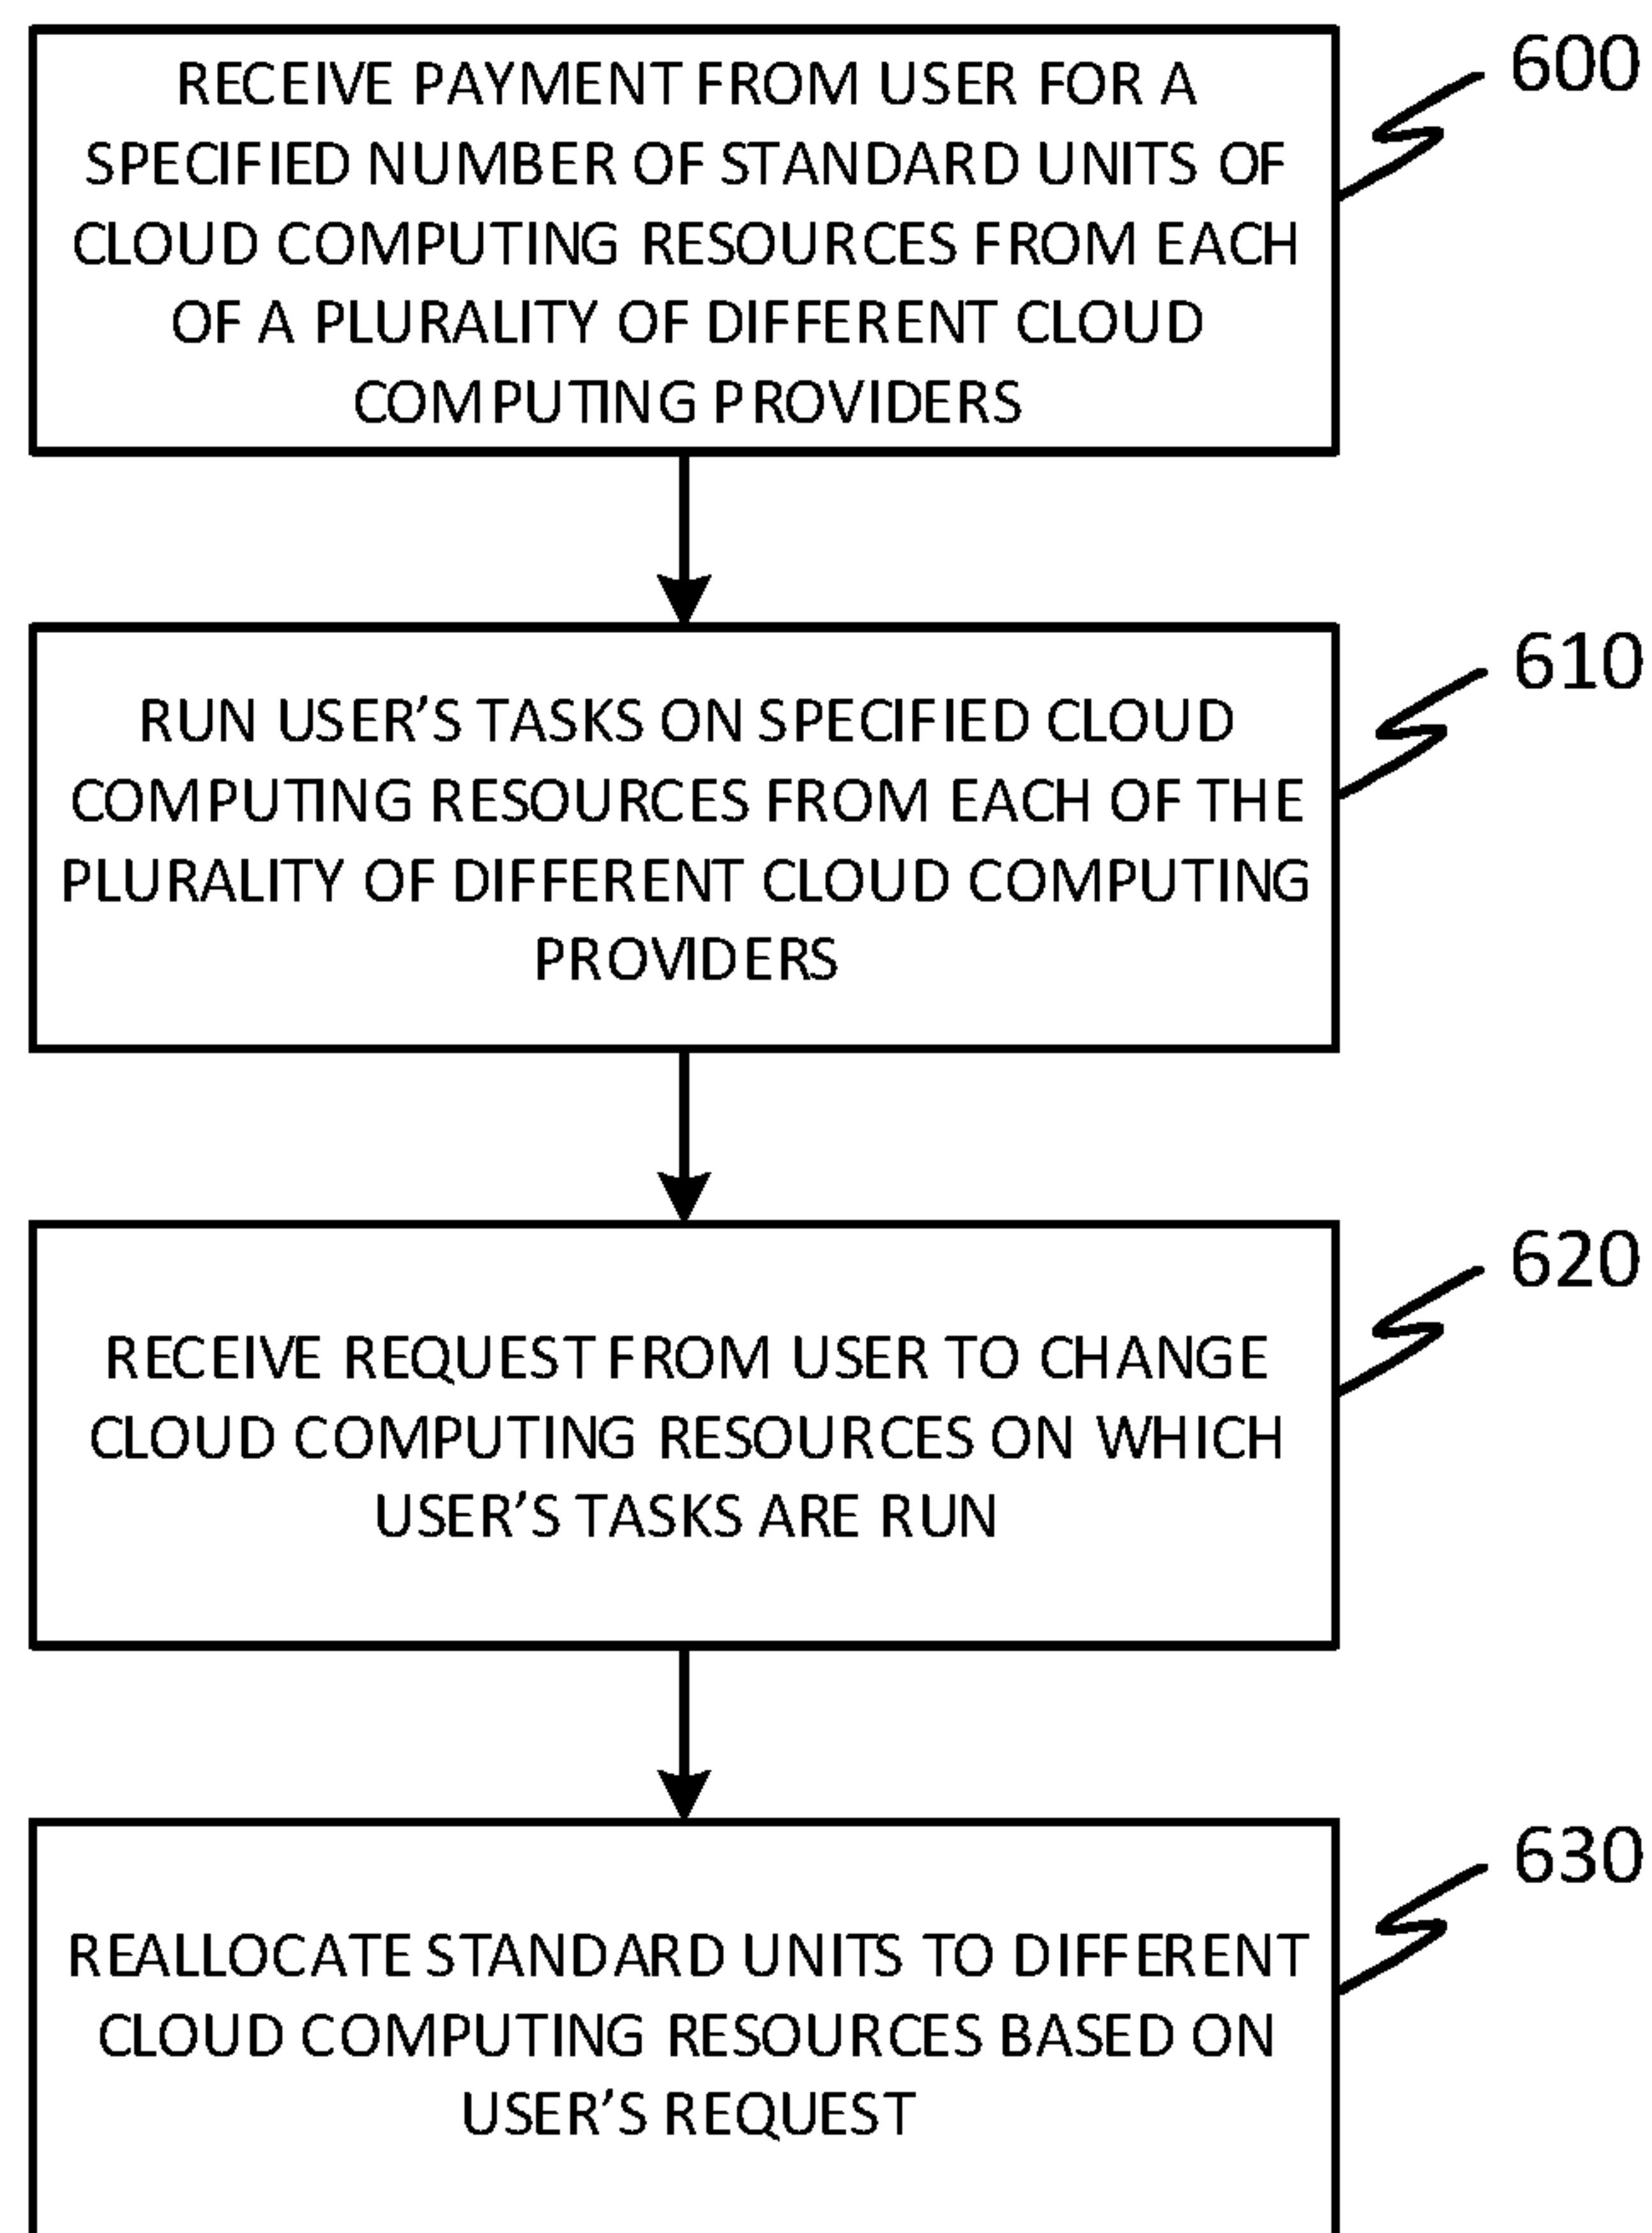 RECEIVE PAYMENT FROM USER FOR A
SPECIFIED NUMBER OF STANDARD UNITS OF
CLOUD COMPUTING RESOURCES FROM EACH
OF A PLURALITY OF DIFFERENT CLOUD
COMPUTING PROVIDERS
600
RUN USER’S TASKS ON SPECIFIED CLOUD
COMPUTING RESOURCES FROM EACH OF THE
PLURALITY OF DIFFERENT CLOUD COMPUTING
PROVIDERS
610
RECEIVE REQUEST FROM USER TO CHANGE
CLOUD COMPUTING RESOURCES ON WHICH
USER’S TASKS ARE RUN
620
REALLOCATE STANDARD UNITS TO DIFFERENT
CLOUD COMPUTING RESOURCES BASED ON
USER’S REQUEST
630